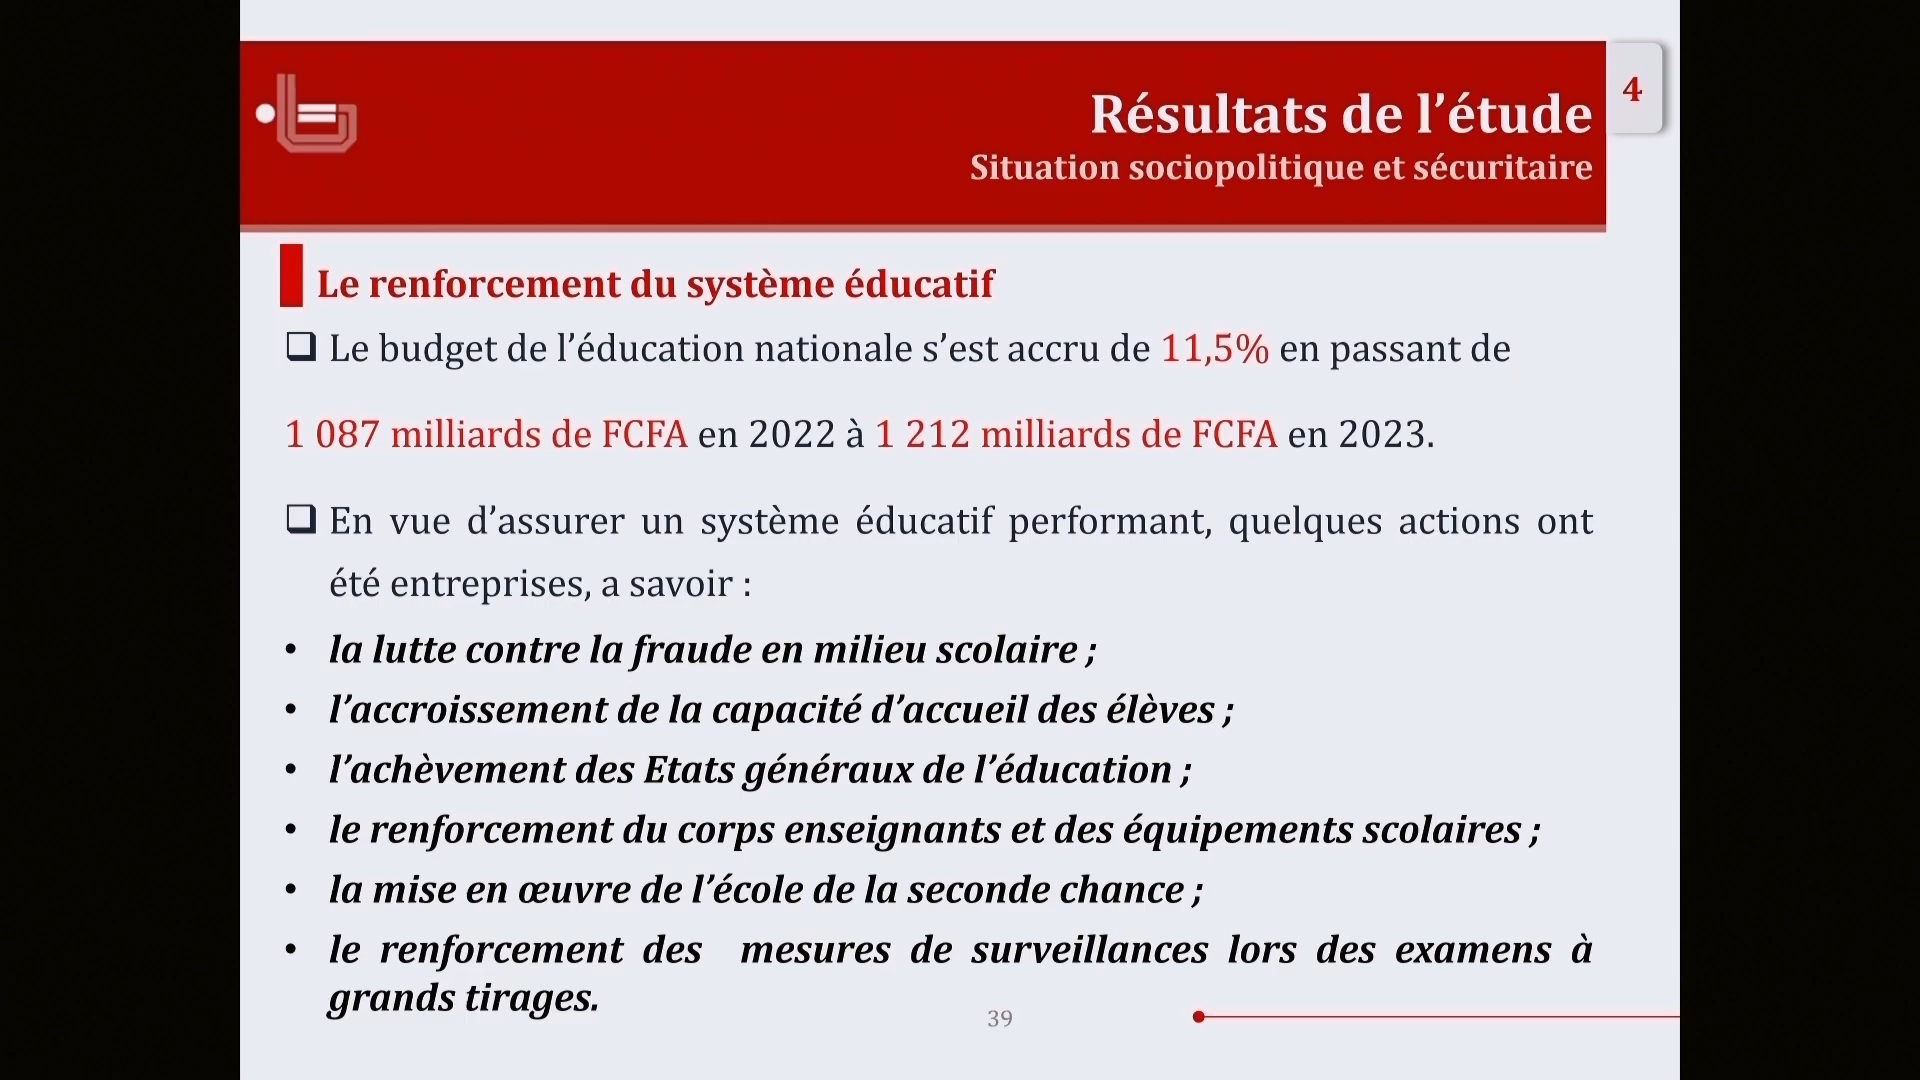 4
Résultats de l’étude
Situation sociopolitique et sécuritaire
Le renforcement du système éducatif
❑ Le budget de l’éducation nationale s’est accru de 11,5% en passant de
1 087 milliards de FCFA en 2022 à 1 212 milliards de FCFA en 2023.
❑ En vue d’assurer un système éducatif performant, quelques actions ont
été entreprises, a savoir :
• la lutte contre la fraude en milieu scolaire ;
• l’accroissement de la capacité d’accueil des élèves ;
• l’achèvement des Etats généraux de l’éducation ;
• le renforcement du corps enseignants et des équipements scolaires ;
• la mise en œuvre de l’école de la seconde chance ;
• le renforcement des mesures de surveillances lors des examens à
grands tirages.
39